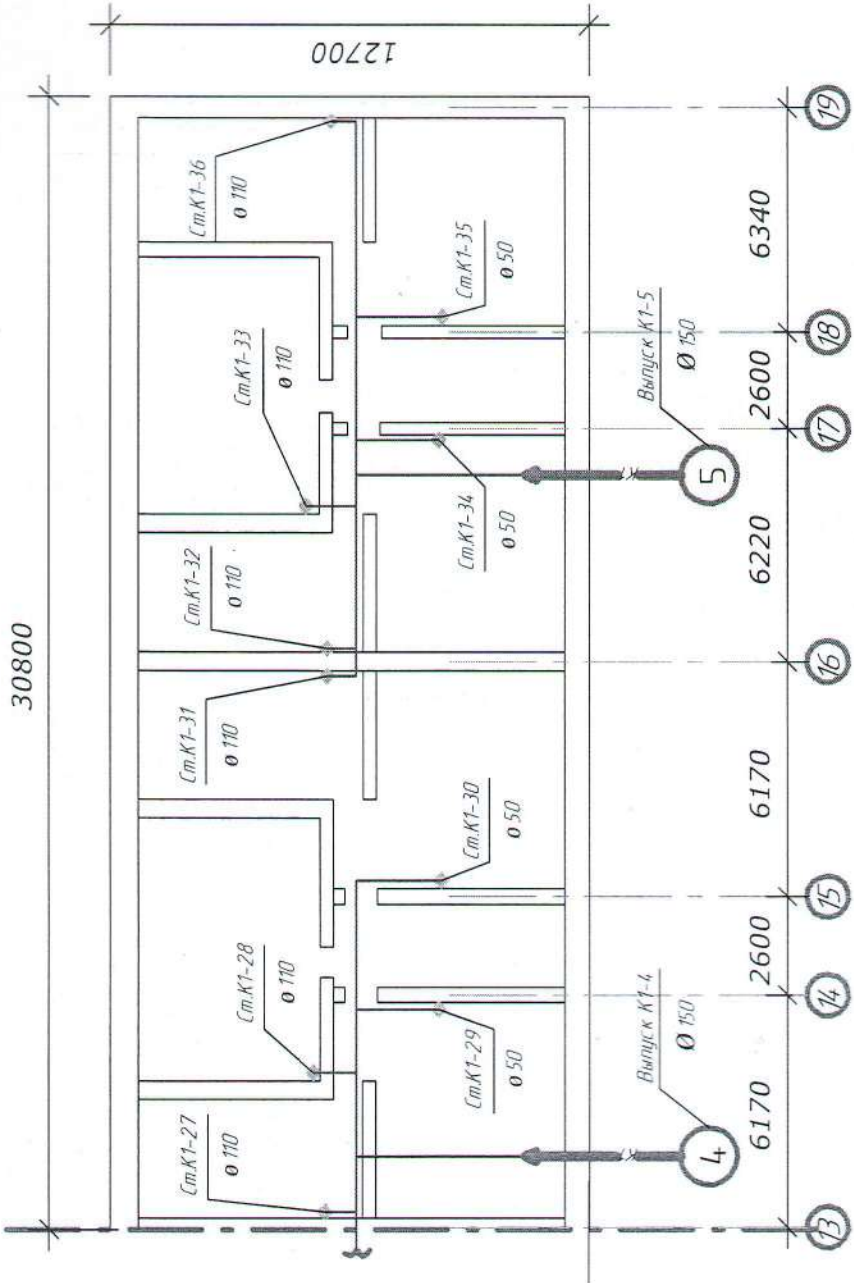 30800
12700
Ст.К1-27
ø 110
Ст.К1-28
ø 110
Ст.К1-31
ø 110
Ст.К1-32
ø 110
Ст.К1-33
ø 110
Ст.К1-36
ø 110
Ст.К1-29
ø 50
Ст.К1-30
ø 50
Ст.К1-34
ø 50
Ст.К1-35
ø 50
Выпуск К1-4
Ø 150
4
Выпуск К1-5
Ø 150
5
6170
2600
6170
6220
2600
6340
13
14
15
16
17
18
19